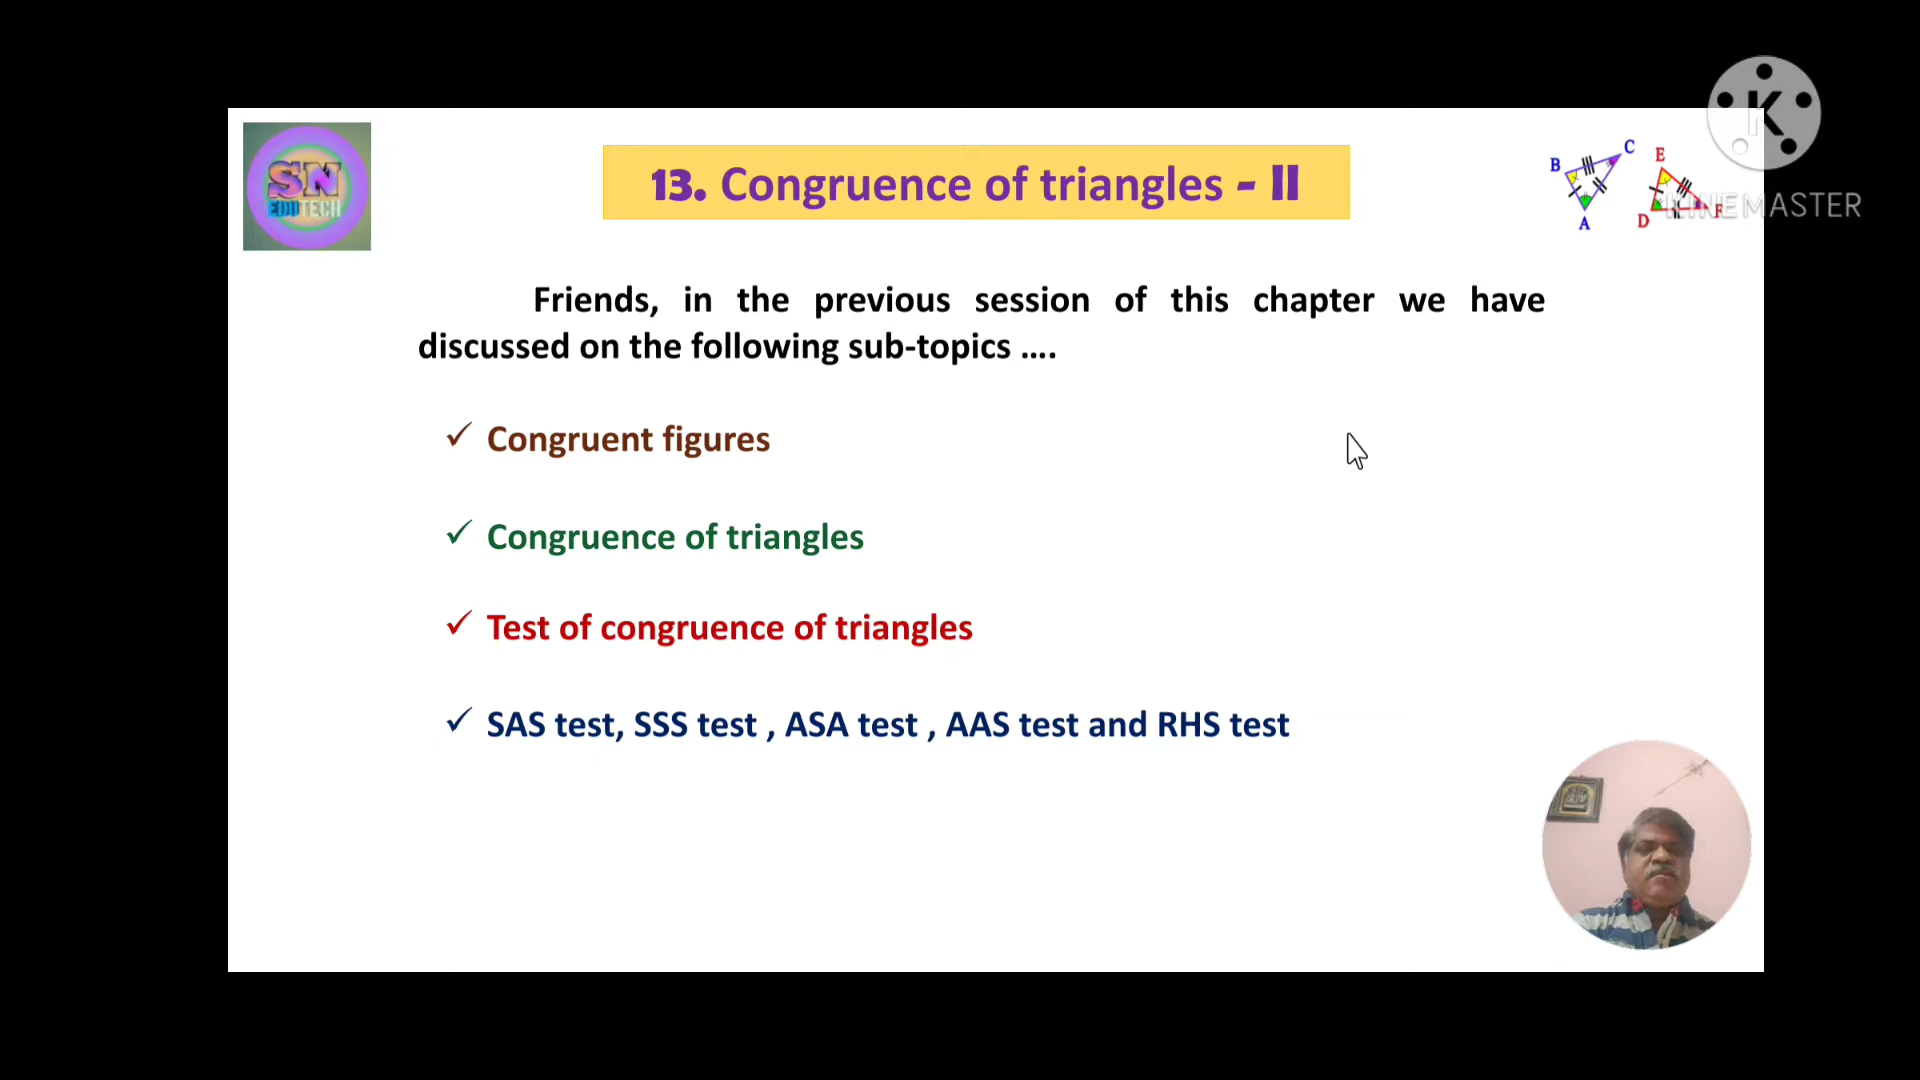 SN
EDUTECH
13. Congruence of triangles - II
B
C
E
A
D
F
K
KINEMASTER
Friends, in the previous session of this chapter we have
discussed on the following sub-topics ....
✓ Congruent figures
✓ Congruence of triangles
✓ Test of congruence of triangles
✓ SAS test, SSS test , ASA test , AAS test and RHS test